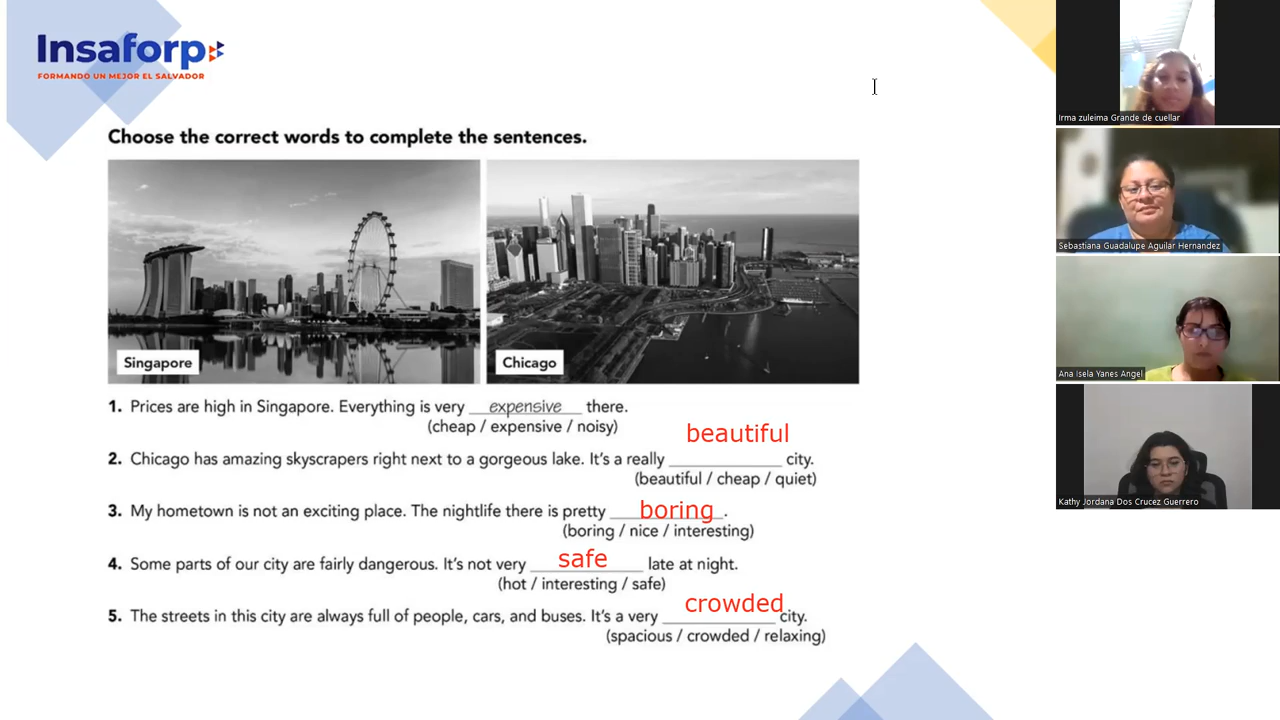 Insaforp
FORMANDO UN MEJOR EL SALVADOR
Choose the correct words to complete the sentences.
Singapore
Chicago
1. Prices are high in Singapore. Everything is very expensive there.
(cheap / expensive / noisy)
beautiful
2. Chicago has amazing skyscrapers right next to a gorgeous lake. It's a really ____________ city.
(beautiful / cheap / quiet)
3. My hometown is not an exciting place. The nightlife there is pretty boring.
(boring / nice / interesting)
4. Some parts of our city are fairly dangerous. It's not very safe late at night.
(hot / interesting / safe)
5. The streets in this city are always full of people, cars, and buses. It's a very crowded city.
(spacious / crowded / relaxing)
Irma zuleima Grande de cuellar
Sebastiana Guadalupe Aguilar Hernandez
Ana Isela Yanes Angel
Kathy Jordana Dos Crucez Guerrero